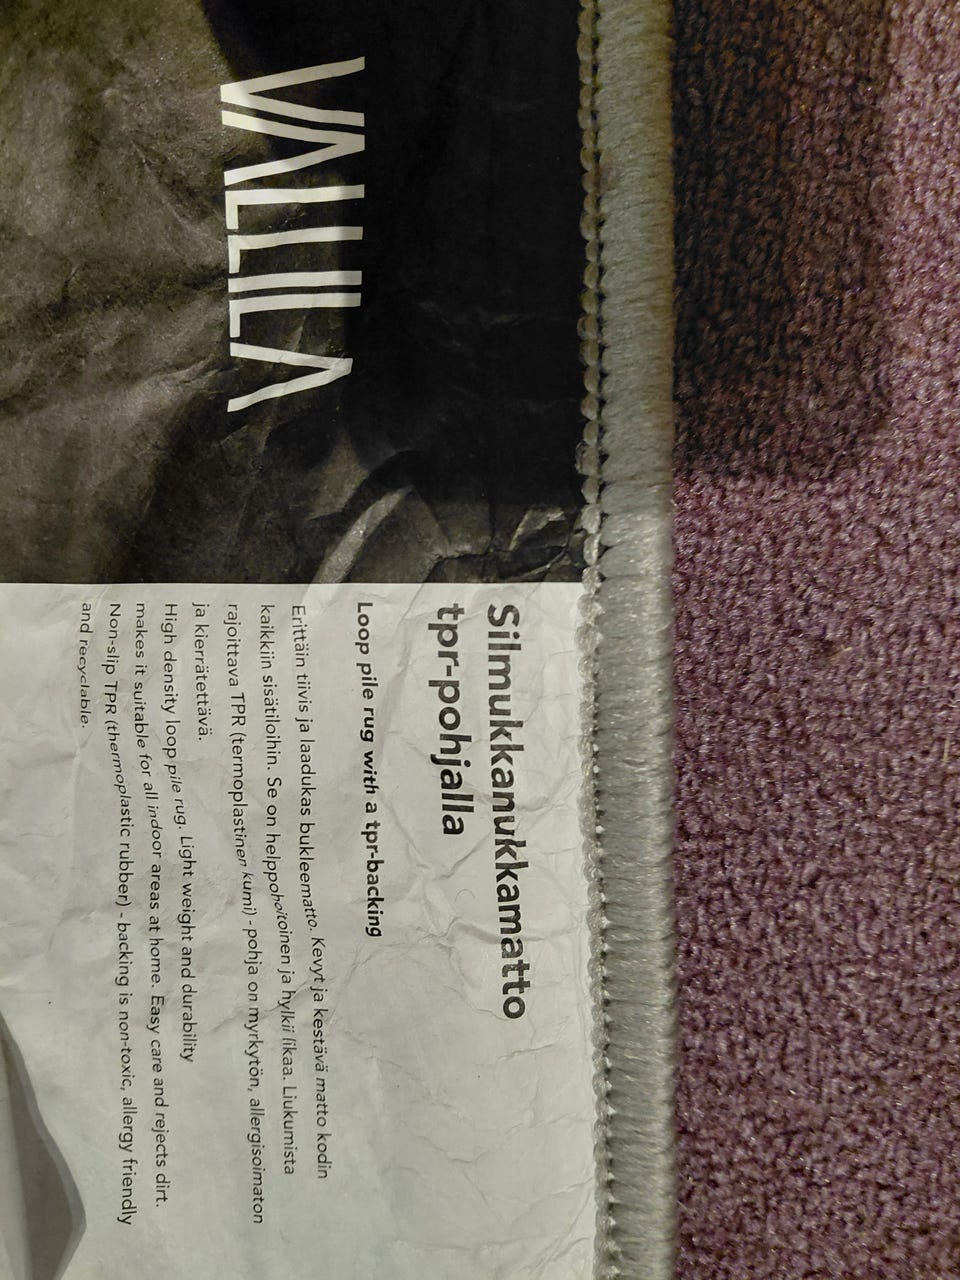 VALLILA
Silmukkanukkamatto
tpr-pohjalla
Loop pile rug with a tpr-backing
Erittäin tiivis ja laadukas bukleematto. Kevyt ja kestävä matto kodin
kaikkiin sisätiloihin. Se on helppohoitoinen ja hylkii likaa. Liukumista
rajoittava TPR (termoplastinen kumi) - pohja on myrkytön, allergisoimaton
ja kierrätettävä.
High density loop pile rug. Light weight and durability
makes it suitable for all indoor areas at home. Easy care and rejects dirt.
Non-slip TPR (thermoplastic rubber) - backing is non-toxic, allergy friendly
and recyclable.